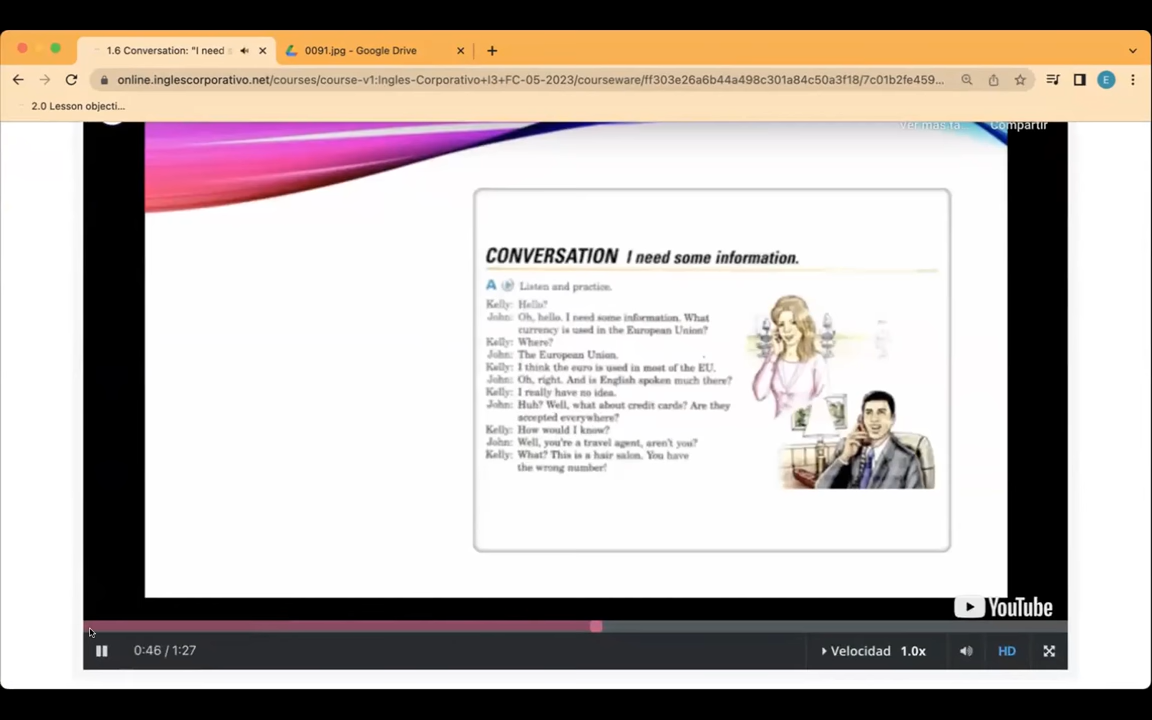 1.6 Conversation: "I need s
0091.jpg - Google Drive
online.inglescorporativo.net/courses/course-v1:Ingles-Corporativo+I3+FC-05-2023/courseware/ff303e26a6b44a498c301a84c50a3f18/7c01b2fe459...
E
2.0 Lesson objecti...
Ver más ta...
Compartir
CONVERSATION I need some information.
A Listen and practice.
Kelly: Hello?
John: Oh, hello. I need some information. What
currency is used in the European Union?
Kelly: Where?
John: The European Union.
Kelly: I think the euro is used in most of the EU.
John: Oh, right. And is English spoken much there?
Kelly: I really have no idea.
John: Huh? Well, what about credit cards? Are they
accepted everywhere?
Kelly: How would I know?
John: Well, you're a travel agent, aren't you?
Kelly: What? This is a hair salon. You have
the wrong number!
YouTube
0:46 / 1:27
Velocidad 1.0x
HD